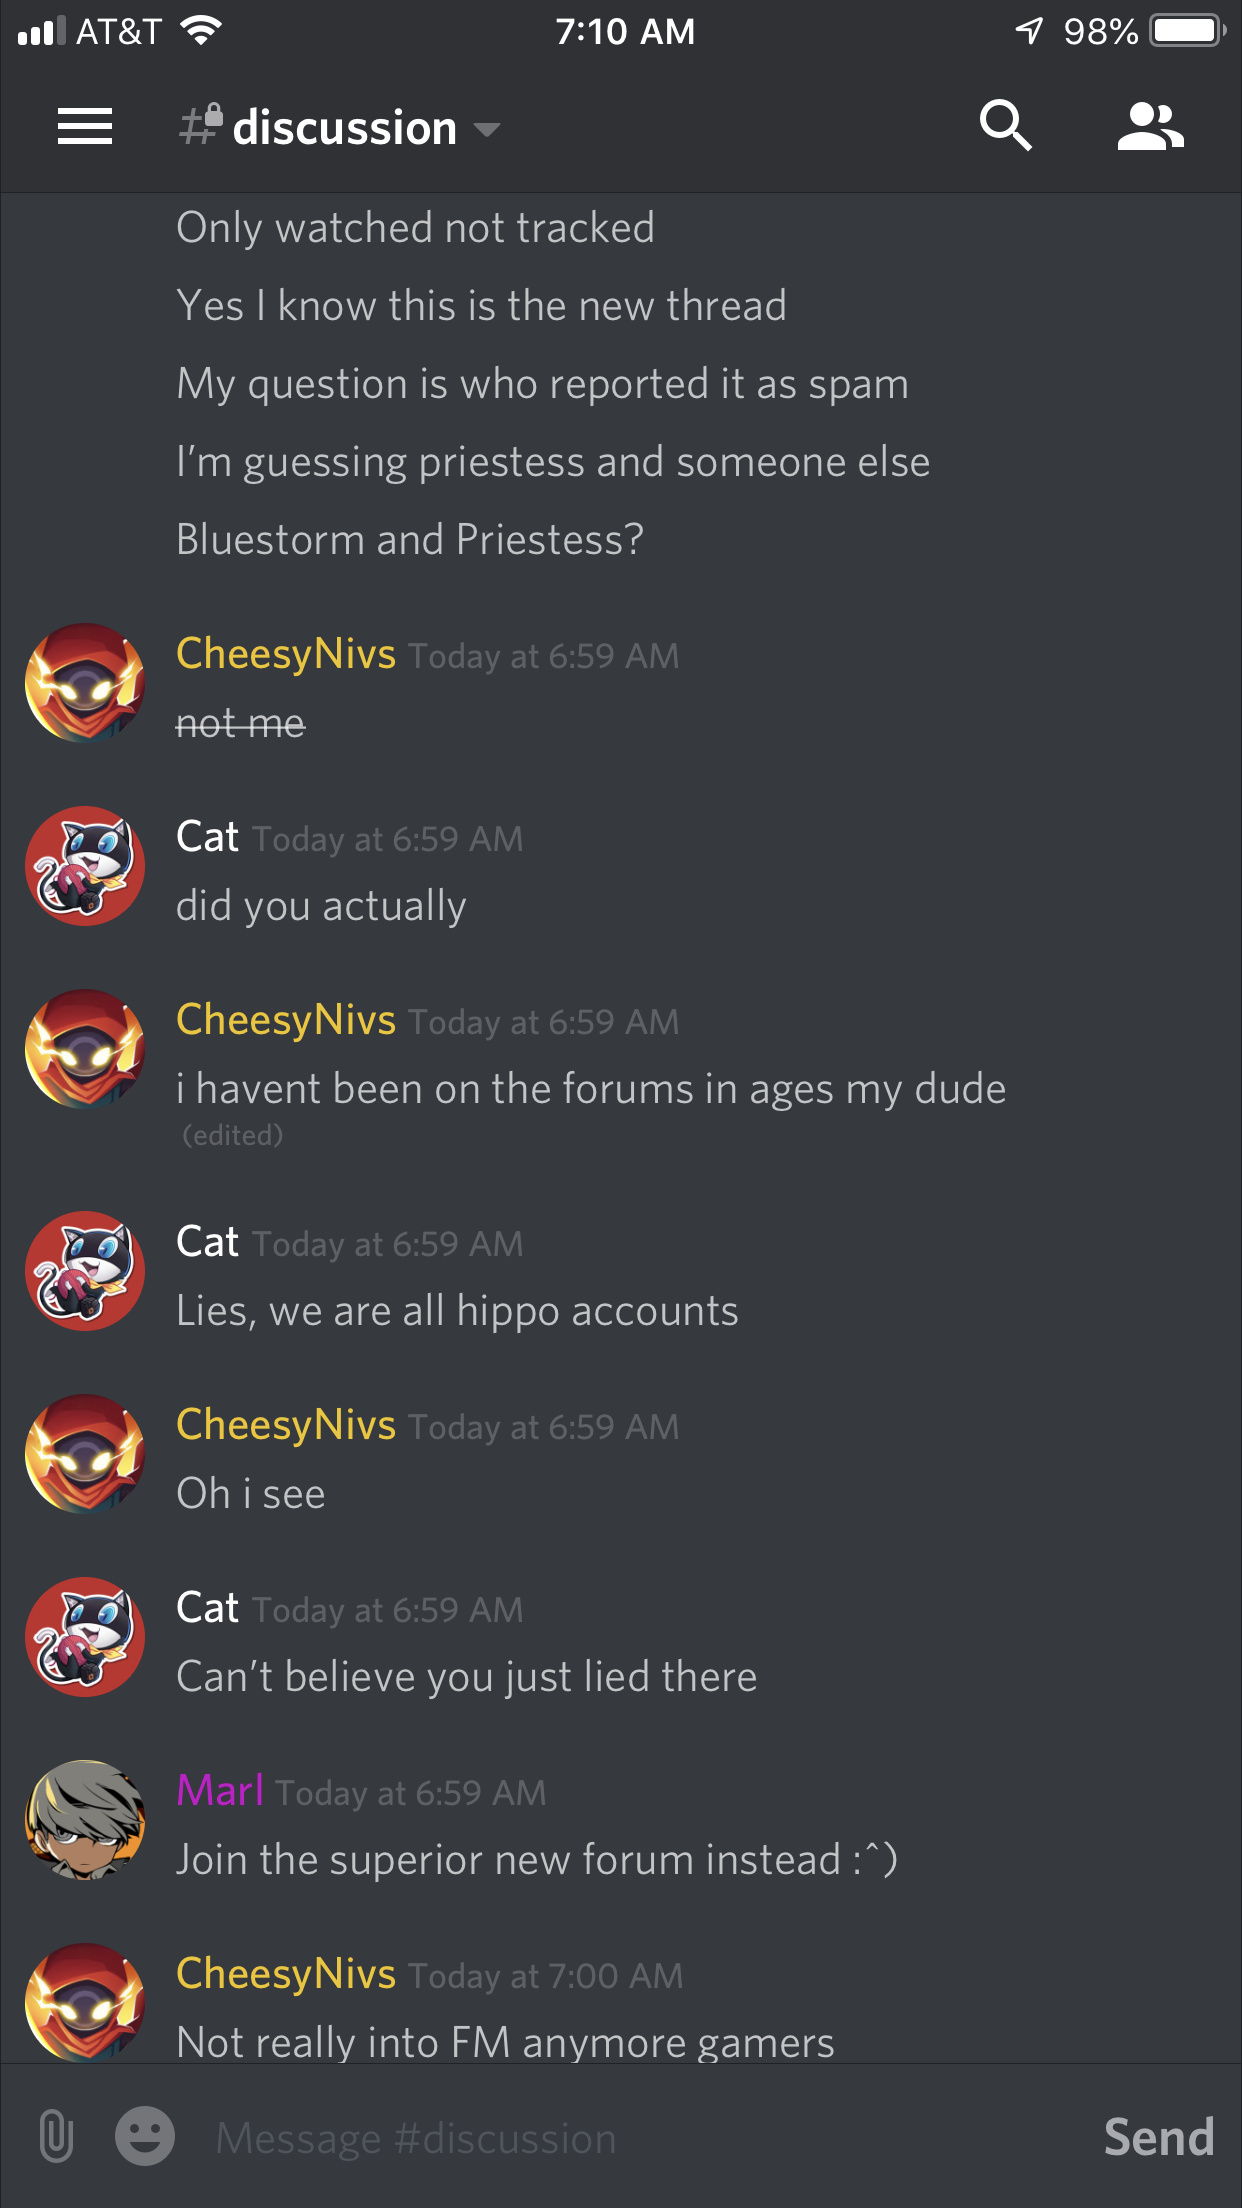 AT&T 7:10 AM 98%
# discussion
Only watched not tracked
Yes I know this is the new thread
My question is who reported it as spam
I’m guessing priestess and someone else
Bluestorm and Priestess?
CheesyNivs Today at 6:59 AM
not me
Cat Today at 6:59 AM
did you actually
CheesyNivs Today at 6:59 AM
i havent been on the forums in ages my dude
(edited)
Cat Today at 6:59 AM
Lies, we are all hippo accounts
CheesyNivs Today at 6:59 AM
Oh i see
Cat Today at 6:59 AM
Can’t believe you just lied there
Marl Today at 6:59 AM
Join the superior new forum instead :^)
CheesyNivs Today at 7:00 AM
Not really into FM anymore gamers
Message #discussion Send